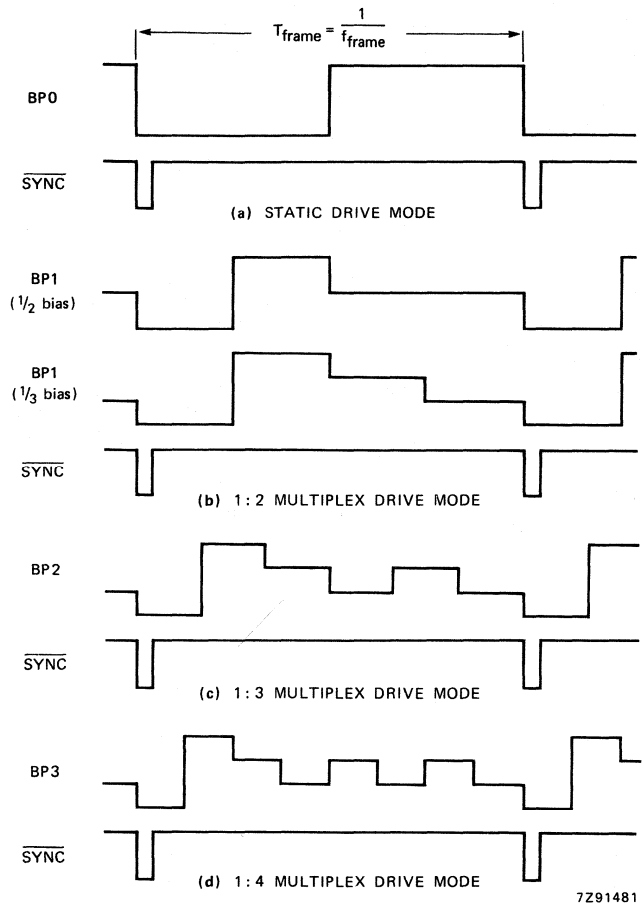 T_frame = 1 / f_frame
BP0
SYNC
(a) STATIC DRIVE MODE
BP1
(1/2 bias)
BP1
(1/3 bias)
SYNC
(b) 1:2 MULTIPLEX DRIVE MODE
BP2
SYNC
(c) 1:3 MULTIPLEX DRIVE MODE
BP3
SYNC
(d) 1:4 MULTIPLEX DRIVE MODE
7Z91481